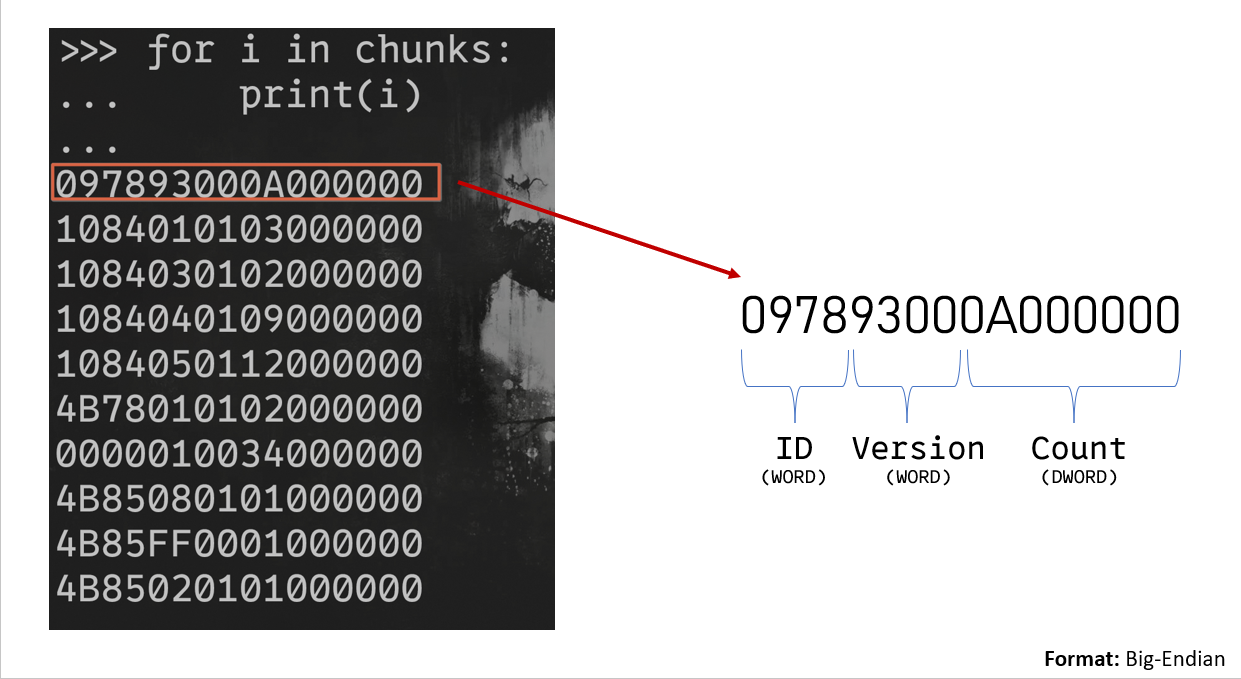 >>> for i in chunks:
...     print(i)
...
097893000A000000
1084010103000000
1084030102000000
1084040109000000
1084050112000000
4B78010102000000
0000010034000000
4B85080101000000
4B85FF0001000000
4B85020101000000
097893000A000000
ID Version Count
(WORD) (WORD) (DWORD)
Format: Big-Endian